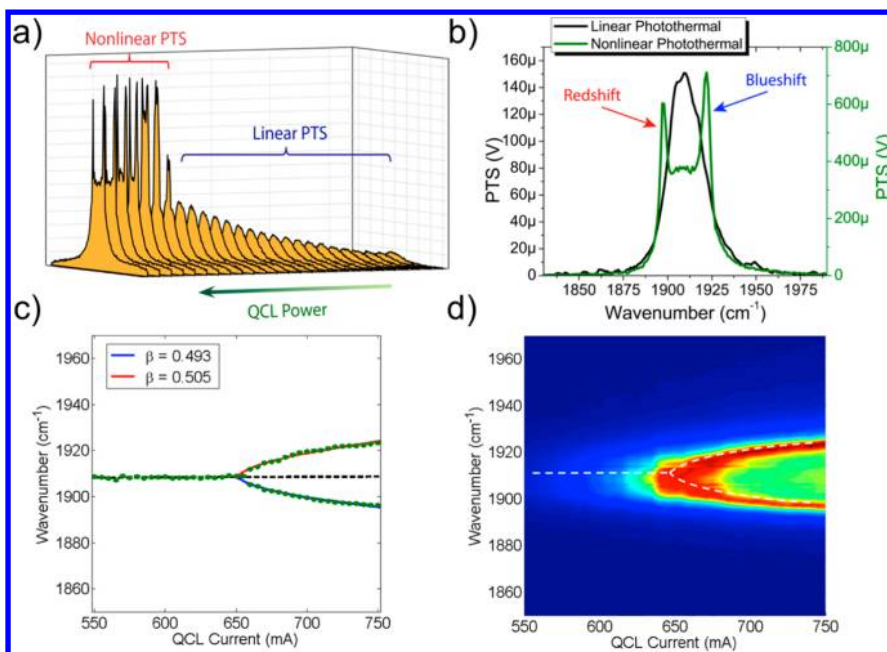 a)
Nonlinear PTS
Linear PTS
QCL Power
b)
Linear Photothermal
Nonlinear Photothermal
160µ
140µ
120µ
100µ
80µ
60µ
40µ
20µ
0
PTS (V)
Redshift
Blueshift
800µ
600µ
400µ
200µ
0
PTS (V)
1850 1875 1900 1925 1950 1975
Wavenumber (cm⁻¹)
c)
β = 0.493
β = 0.505
1960
1940
1920
1900
1880
1860
Wavenumber (cm⁻¹)
550 600 650 700 750
QCL Current (mA)
d)
1960
1940
1920
1900
1880
1860
Wavenumber (cm⁻¹)
550 600 650 700 750
QCL Current (mA)